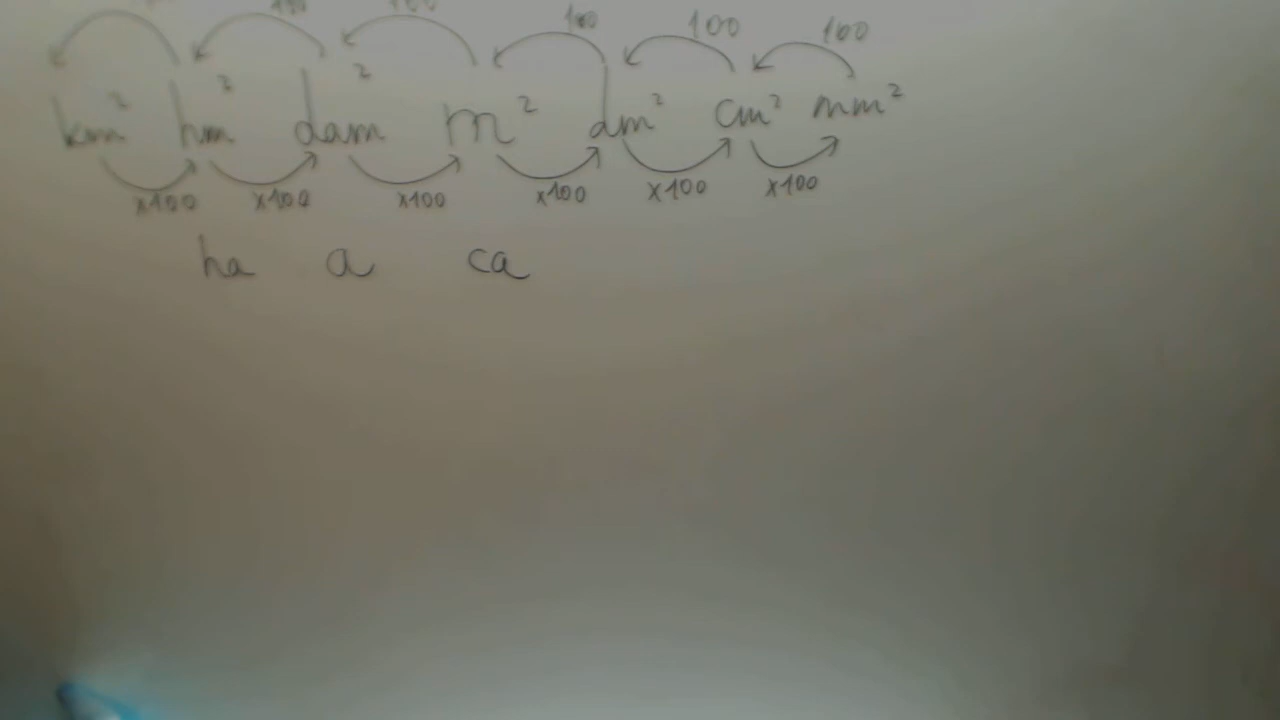 100 100 100 100 100
km² hm² dam² m² dm² cm² mm²
x100 x100 x100 x100 x100 x100
ha a ca